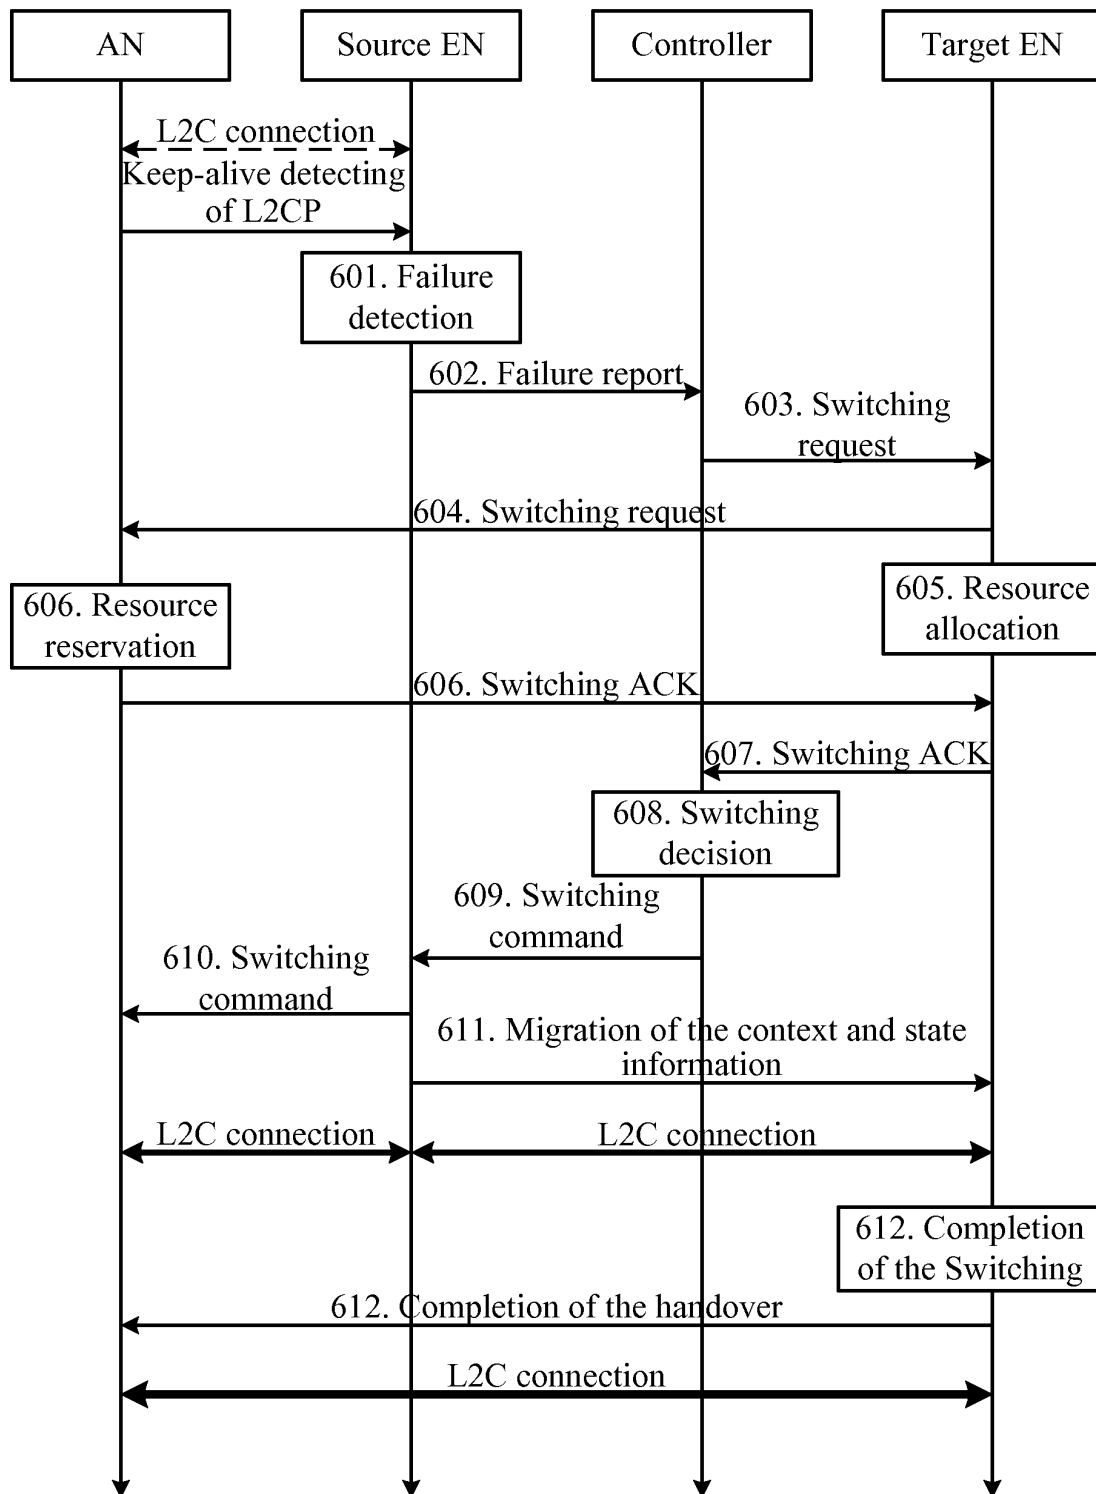 AN
Source EN
Controller
Target EN
L2C connection
Keep-alive detecting
of L2CP
601. Failure
detection
602. Failure report
603. Switching
request
604. Switching request
605. Resource
allocation
606. Resource
reservation
606. Switching ACK
607. Switching ACK
608. Switching
decision
609. Switching
command
610. Switching
command
611. Migration of the context and state
information
L2C connection
L2C connection
612. Completion
of the Switching
612. Completion of the handover
L2C connection